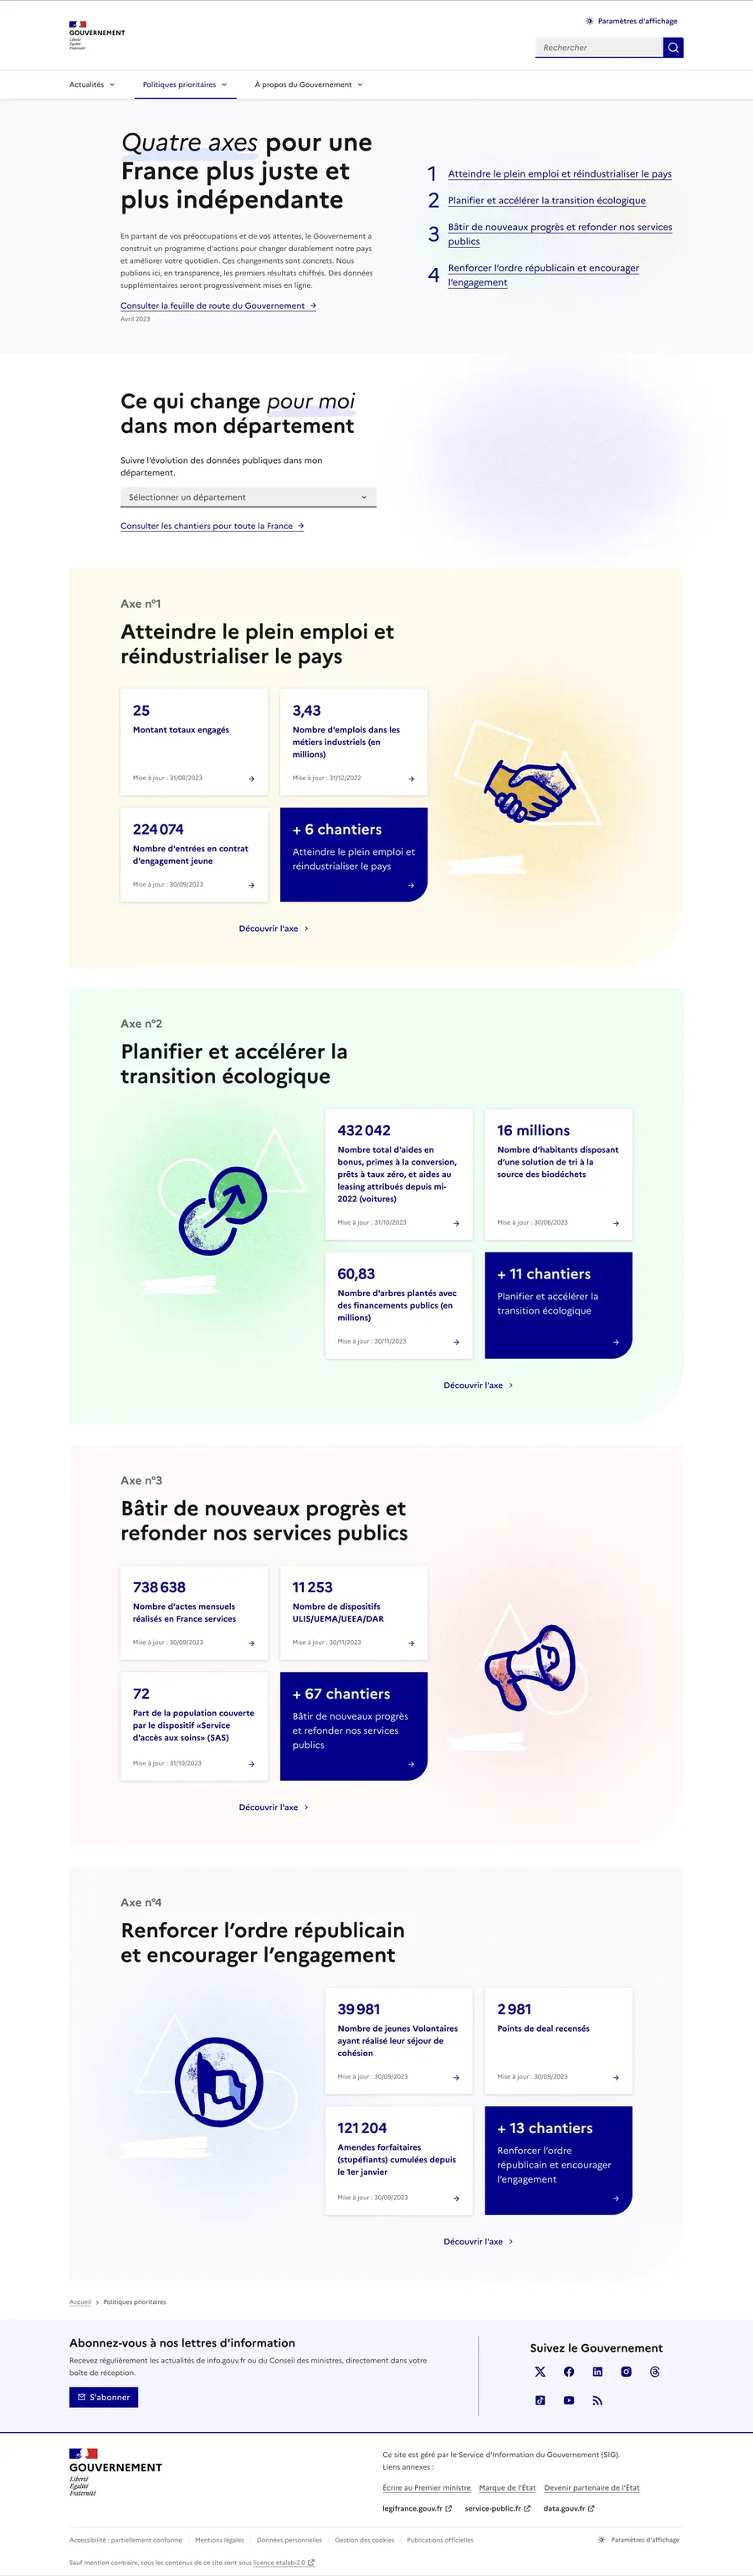 Paramètres d'affichage
GOUVERNEMENT
Liberté
Égalité
Fraternité
Rechercher
Actualités
Politiques prioritaires
À propos du Gouvernement
Quatre axes pour une
France plus juste et
plus indépendante
En partant de vos préoccupations et de vos attentes, le Gouvernement a
construit un programme d'actions pour changer durablement notre pays
et améliorer votre quotidien. Ces changements sont concrets. Nous
publions ici, en transparence, les premiers résultats chiffrés. Des données
supplémentaires seront progressivement mises en ligne.
Consulter la feuille de route du Gouvernement →
Avril 2023
1 Atteindre le plein emploi et réindustrialiser le pays
2 Planifier et accélérer la transition écologique
3 Bâtir de nouveaux progrès et refonder nos services
publics
4 Renforcer l'ordre républicain et encourager
l'engagement
Ce qui change pour moi
dans mon département
Suivre l'évolution des données publiques dans mon
département.
Sélectionner un département
Consulter les chantiers pour toute la France →
Axe n°1
Atteindre le plein emploi et
réindustrialiser le pays
25
Montant totaux engagés
Mise à jour : 31/08/2023 →
3,43
Nombre d'emplois dans les
métiers industriels (en
millions)
Mise à jour : 31/12/2022 →
224 074
Nombre d'entrées en contrat
d'engagement jeune
Mise à jour : 30/09/2023 →
+ 6 chantiers
Atteindre le plein emploi et
réindustrialiser le pays
→
Découvrir l'axe >
Axe n°2
Planifier et accélérer la
transition écologique
432 042
Nombre total d'aides en
bonus, primes à la conversion,
prêts à taux zéro, et aides au
leasing attribués depuis mi-
2022 (voitures)
Mise à jour : 31/10/2023 →
16 millions
Nombre d'habitants disposant
d'une solution de tri à la
source des biodéchets
Mise à jour : 30/06/2023 →
60,83
Nombre d'arbres plantés avec
des financements publics (en
millions)
Mise à jour : 30/11/2023 →
+ 11 chantiers
Planifier et accélérer la
transition écologique
→
Découvrir l'axe >
Axe n°3
Bâtir de nouveaux progrès et
refonder nos services publics
738 638
Nombre d'actes mensuels
réalisés en France services
Mise à jour : 30/09/2023 →
11 253
Nombre de dispositifs
ULIS/UEMA/UEEA/DAR
Mise à jour : 30/11/2023 →
72
Part de la population couverte
par le dispositif «Service
d'accès aux soins» (SAS)
Mise à jour : 31/10/2023 →
+ 67 chantiers
Bâtir de nouveaux progrès
et refonder nos services
publics
→
Découvrir l'axe >
Axe n°4
Renforcer l'ordre républicain
et encourager l'engagement
39 981
Nombre de jeunes Volontaires
ayant réalisé leur séjour de
cohésion
Mise à jour : 30/09/2023 →
2 981
Points de deal recensés
Mise à jour : 30/09/2023 →
121 204
Amendes forfaitaires
(stupéfiants) cumulées depuis
le 1er janvier
Mise à jour : 30/09/2023 →
+ 13 chantiers
Renforcer l'ordre
républicain et encourager
l'engagement
→
Découvrir l'axe >
Accueil > Politiques prioritaires
Abonnez-vous à nos lettres d'information
Recevez régulièrement les actualités de info.gouv.fr ou du Conseil des ministres, directement dans votre
boîte de réception.
S'abonner
Suivez le Gouvernement
GOUVERNEMENT
Liberté
Égalité
Fraternité
Ce site est géré par le Service d'Information du Gouvernement (SIG).
Liens annexes :
Écrire au Premier ministre Marque de l'État Devenir partenaire de l'État
legifrance.gouv.fr service-public.fr data.gouv.fr
Accessibilité : partiellement conforme Mentions légales Données personnelles Gestion des cookies Publications officielles Paramètres d'affichage
Sauf mention contraire, tous les contenus de ce site sont sous licence etalab-2.0